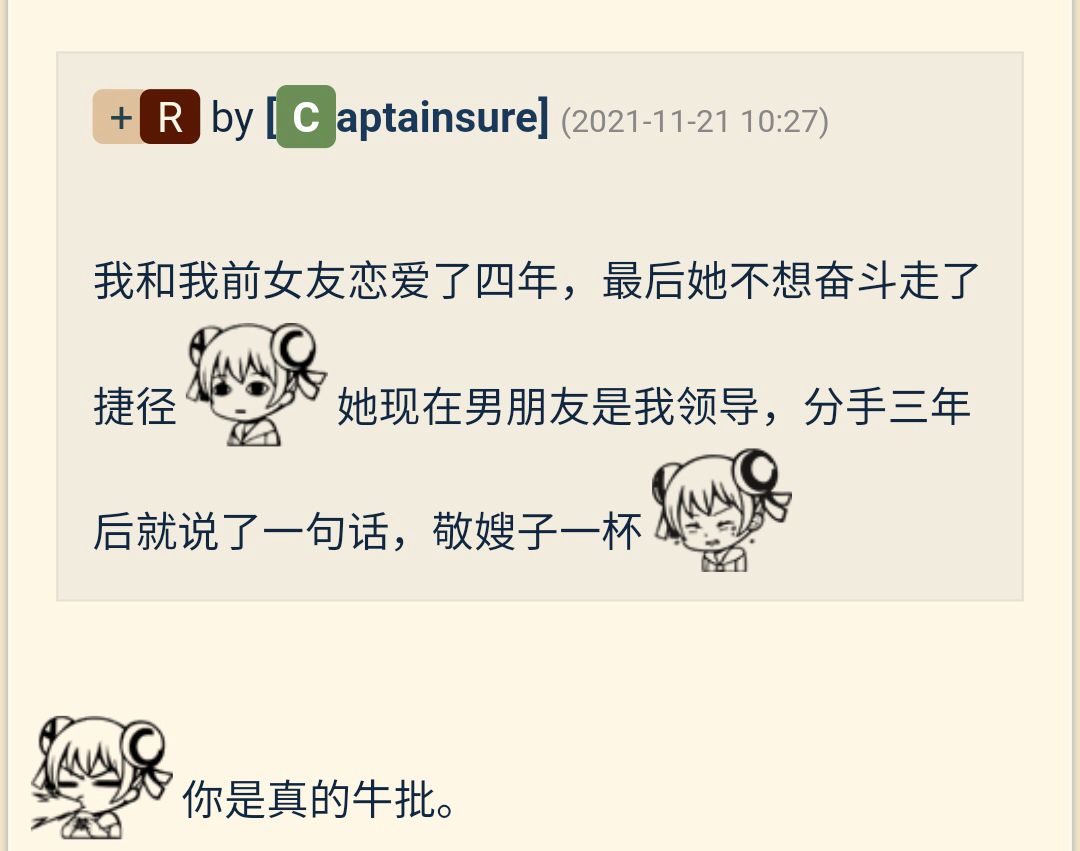 + R by [Captainsure] (2021-11-21 10:27)
我和我前女友恋爱了四年，最后她不想奋斗走了
捷径 她现在男朋友是我领导，分手三年
后就说了一句话，敬嫂子一杯
你是真的牛批。